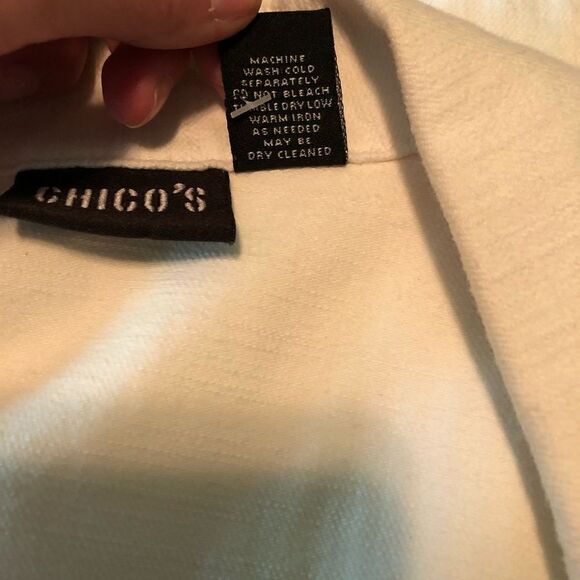 MACHINE
WASH COLD
SEPARATELY
DO NOT BLEACH
TUMBLE DRY LOW
WARM IRON
AS NEEDED
MAY BE
DRY CLEANED
CHICO'S